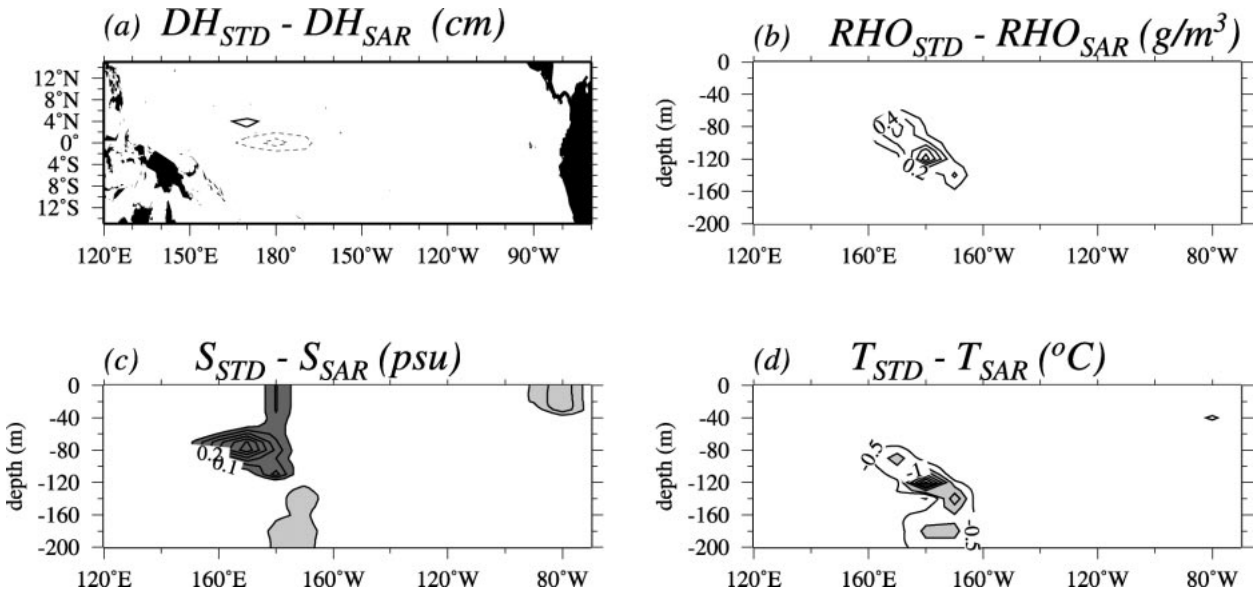 (a) DH_STD - DH_SAR (cm)
12°N
8°N
4°N
0°
4°S
8°S
12°S
120°E 150°E 180° 150°W 120°W 90°W
(b) RHO_STD - RHO_SAR (g/m³)
depth (m)
0
-40
-80
-120
-160
-200
0.4
0.2
120°E 160°E 160°W 120°W 80°W
(c) S_STD - S_SAR (psu)
depth (m)
0
-40
-80
-120
-160
-200
0.2
0.1
120°E 160°E 160°W 120°W 80°W
(d) T_STD - T_SAR (°C)
depth (m)
0
-40
-80
-120
-160
-200
-0.5
-1
-0.5
120°E 160°E 160°W 120°W 80°W